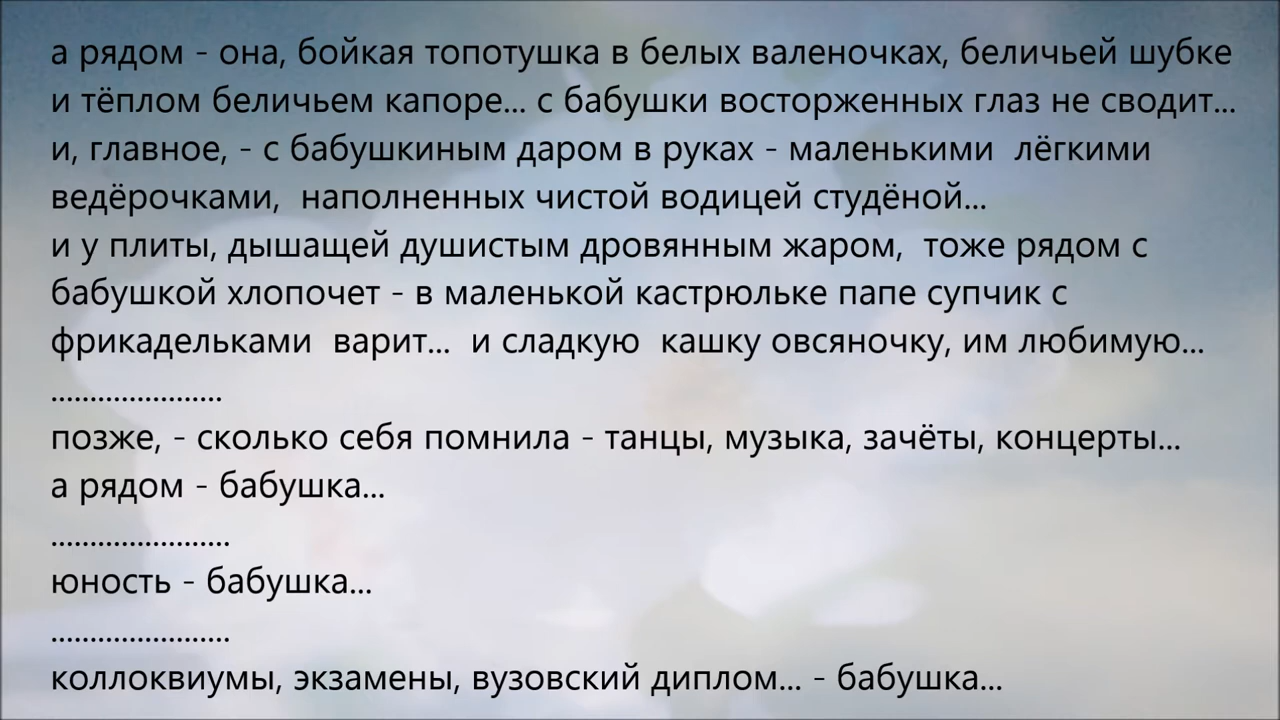 а рядом - она, бойкая топотушка в белых валеночках, беличьей шубке
и тёплом беличьем капоре... с бабушки восторженных глаз не сводит...
и, главное, - с бабушкиным даром в руках - маленькими  лёгкими
ведёрочками,  наполненных чистой водицей студёной...
и у плиты, дышащей душистым дровянным жаром,  тоже рядом с
бабушкой хлопочет - в маленькой кастрюльке папе супчик с
фрикадельками  варит...  и сладкую  кашку овсяночку, им любимую...
......................
позже, - сколько себя помнила - танцы, музыка, зачёты, концерты...
а рядом - бабушка...
.......................
юность - бабушка...
.......................
коллоквиумы, экзамены, вузовский диплом... - бабушка...